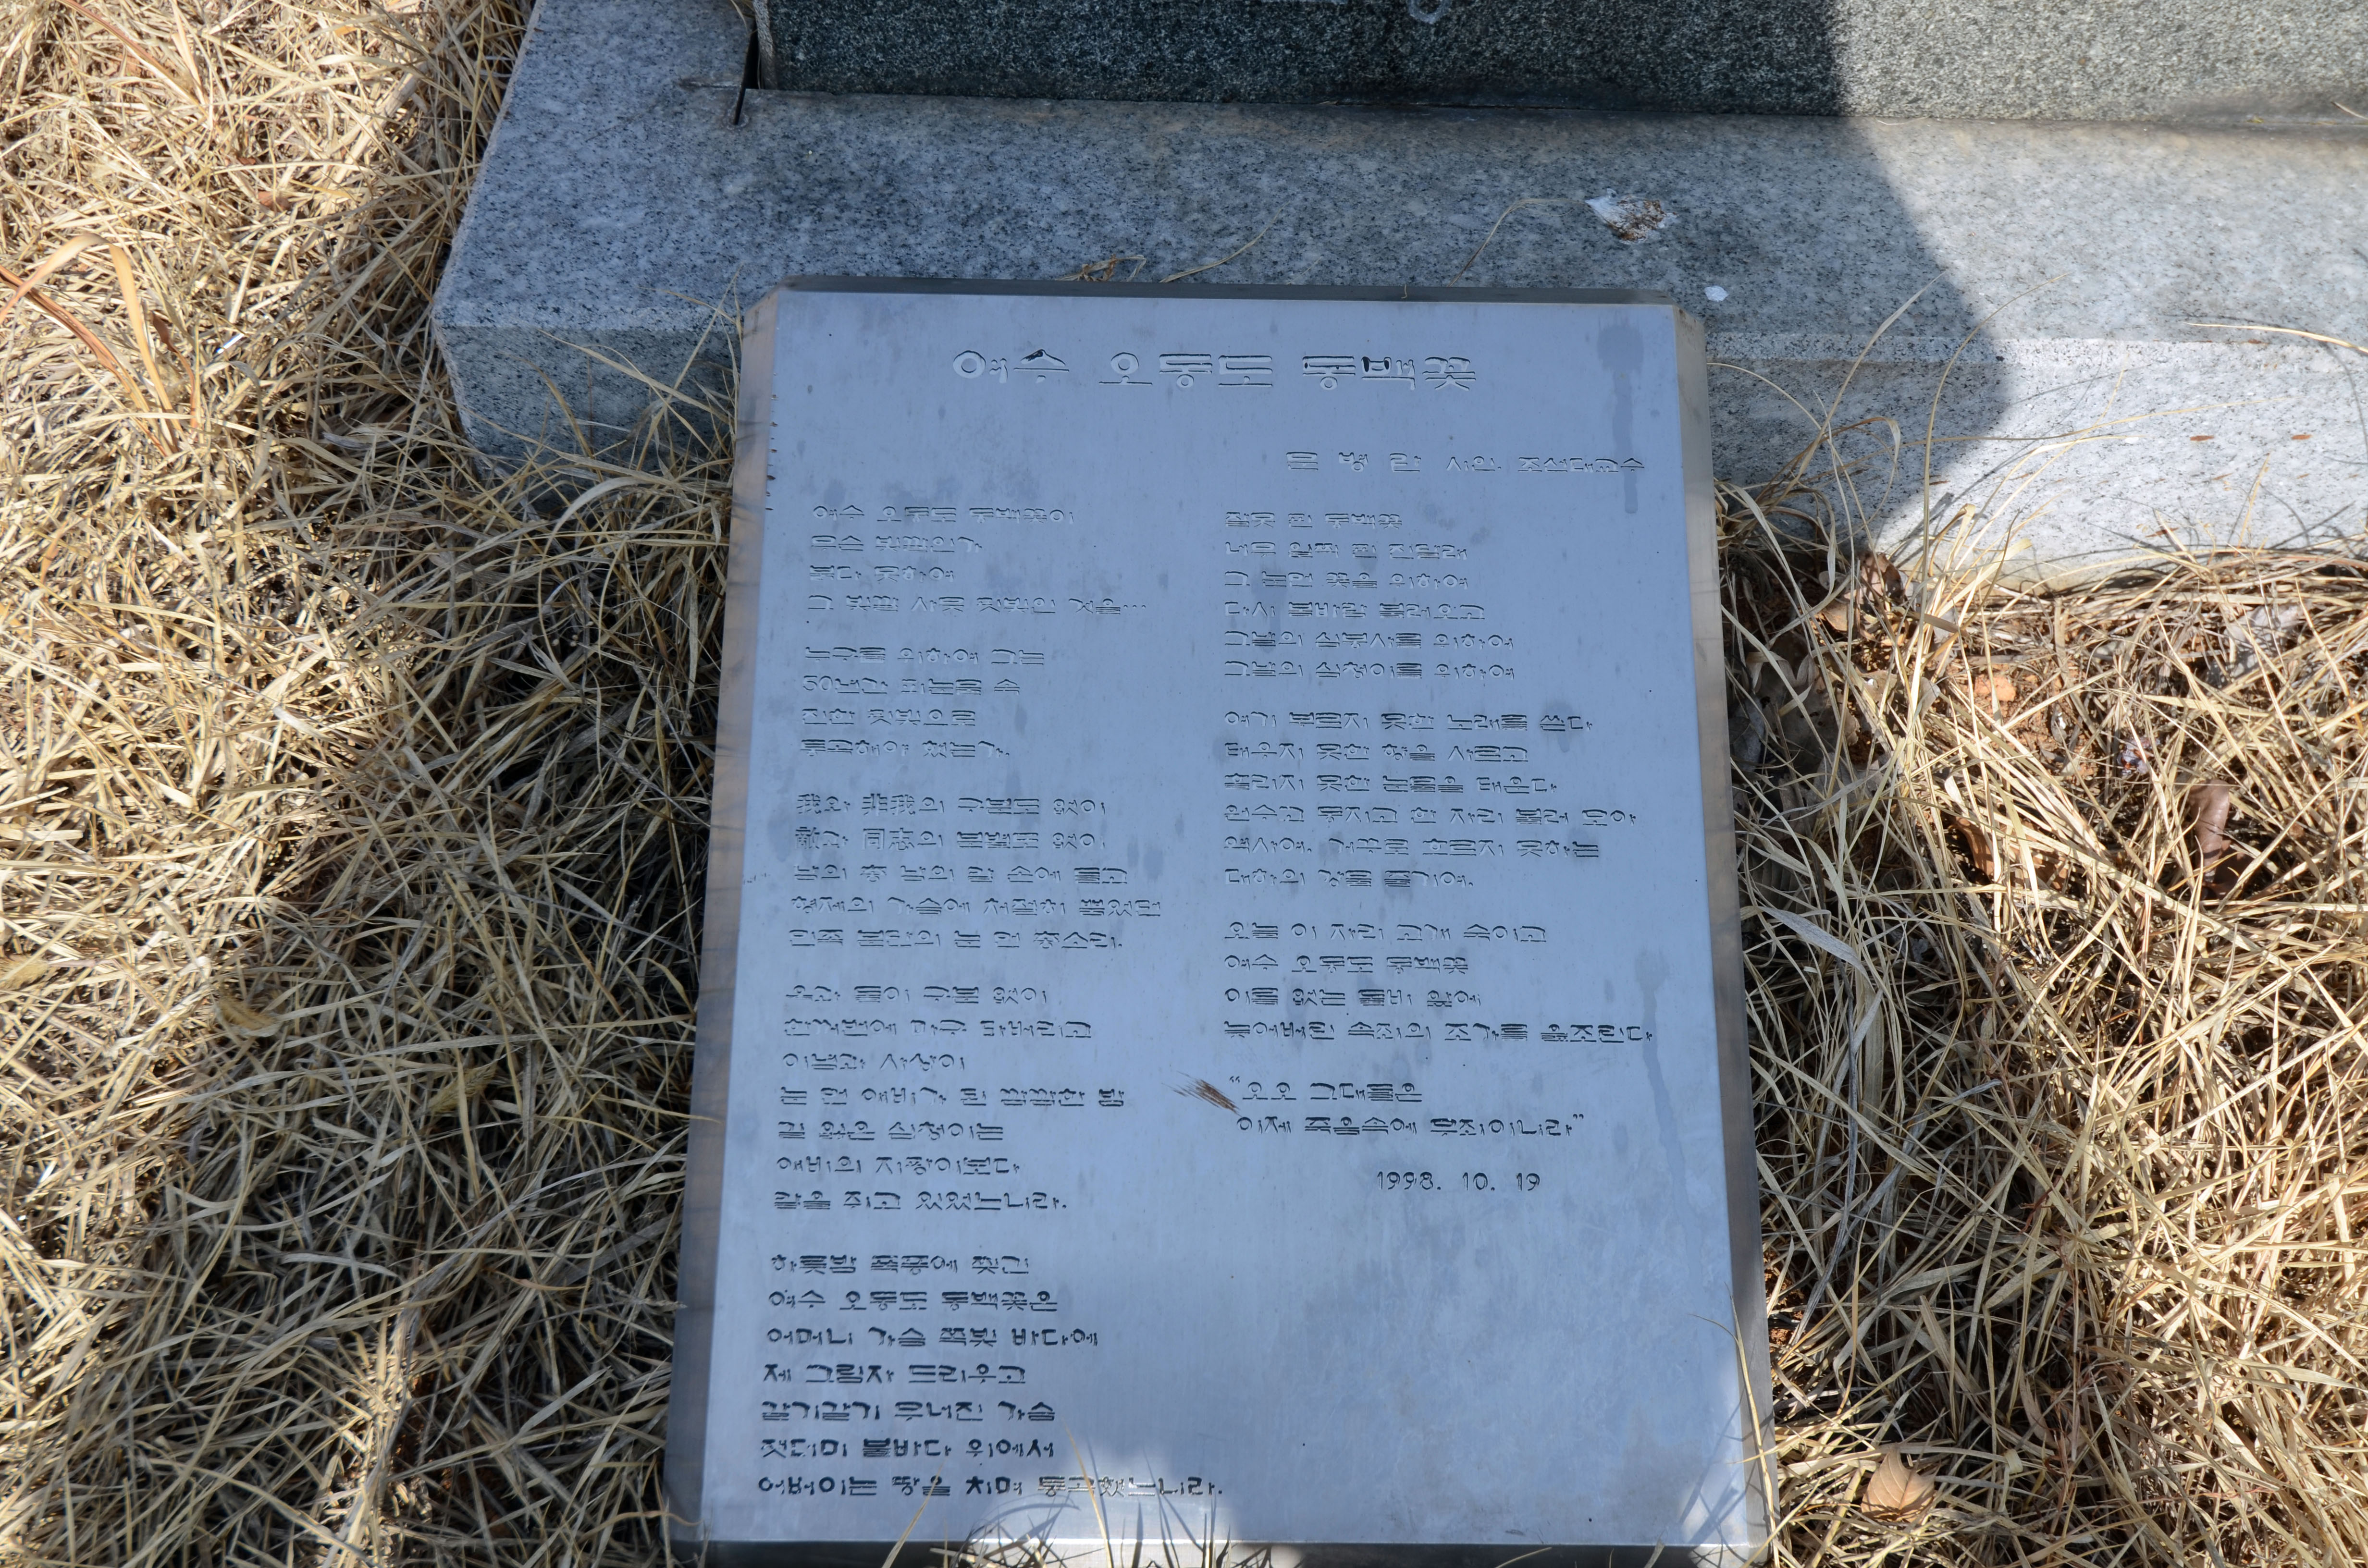 여수 오동도 동백꽃
문 병 란 시인. 조선대교수
여수 오동도 동백꽃이
무슨 빛깔인가
붉다 못하여
그 빛깔 사뭇 핏빛인 것을…
누구를 위하여 그는
50년간 피눈물 속
진한 핏빛으로
통곡해야 했는가.
我와 非我의 구분도 없이
敵과 同志의 분별도 없이
남의 총 남의 칼 손에 들고
형제의 가슴에 처절히 뿜었던
민족 분단의 눈 먼 총소리.
옥과 돌이 구분 없이
한꺼번에 마구 타버리고
이념과 사상이
눈 먼 애비가 된 깜깜한 밤
길 잃은 심청이는
애비의 지팡이보다
칼을 쥐고 있었느니라.
하룻밤 폭풍에 찢긴
여수 오동도 동백꽃은
어머니 가슴 쪽빛 바다에
제 그림자 드리우고
갈기갈기 무너진 가슴
잿더미 불바다 위에서
어버이는 땅을 치며 통곡했느니라.
잘못 핀 동백꽃
너무 일찍 핀 진달래
그 눈먼 꽃을 위하여
다시 봄바람 불러오고
그날의 심봉사를 위하여
그날의 심청이를 위하여
여기 부르지 못한 노래를 쓴다
태우지 못한 향을 사르고
흘리지 못한 눈물을 태운다
원수고 동지고 한 자리 불러 모아
역사여, 거꾸로 흐르지 못하는
대하의 강물 줄기여.
오늘 이 자리 고개 숙이고
여수 오동도 동백꽃
이름 없는 돌비 앞에
늦어버린 속죄의 조가를 읊조린다
“오오 그대들은
이제 죽음속에 무죄이니라”
1998. 10. 19